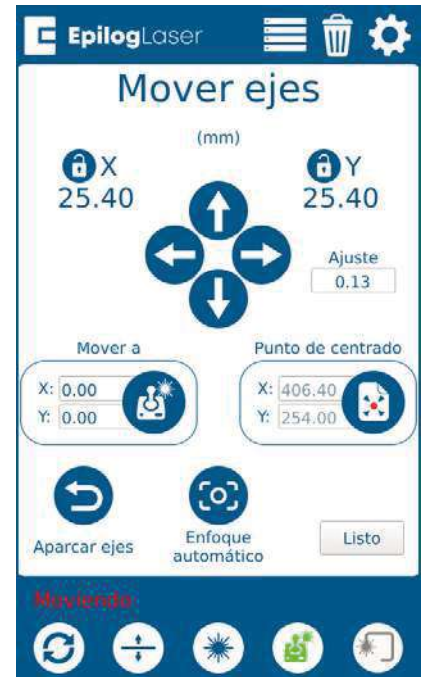 EpilogLaser
Mover ejes
(mm)
X Y
25.40 25.40
Ajuste
0.13
Mover a Punto de centrado
X: 0.00 X: 406.40
Y: 0.00 Y: 254.00
Aparcar ejes
Enfoque
automático
Listo
Moviendo